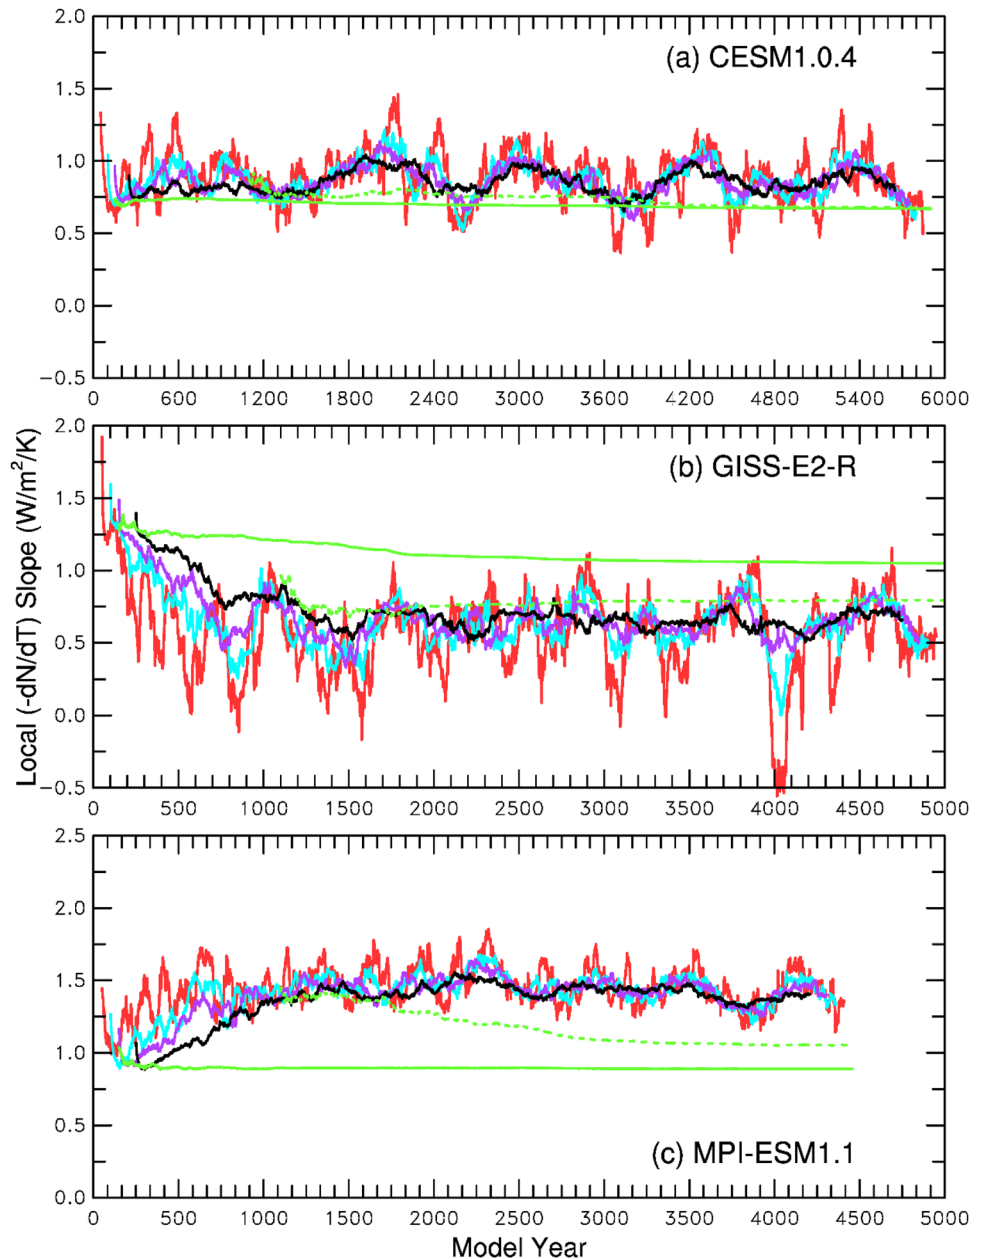 2.0
(a) CESM1.0.4
1.5
1.0
0.5
0.0
−0.5
0 600 1200 1800 2400 3000 3600 4200 4800 5400 6000
2.0
(b) GISS-E2-R
1.5
1.0
0.5
0.0
−0.5
0 500 1000 1500 2000 2500 3000 3500 4000 4500 5000
Local (-dN/dT) Slope (W/m²/K)
2.5
2.0
1.5
1.0
0.5
(c) MPI-ESM1.1
0.0
0 500 1000 1500 2000 2500 3000 3500 4000 4500 5000
Model Year